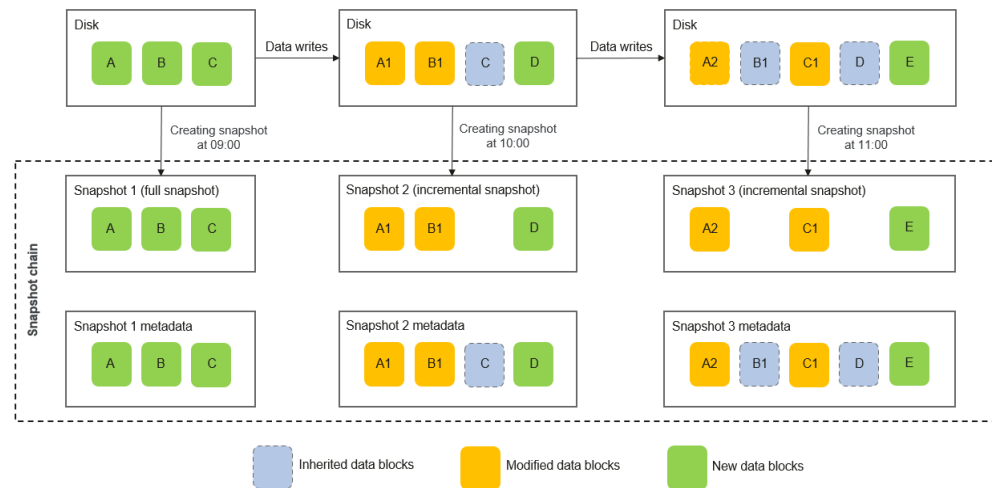 Disk
A B C
Data writes
Disk
A1 B1 C D
Data writes
Disk
A2 B1 C1 D E
Creating snapshot
at 09:00
Creating snapshot
at 10:00
Creating snapshot
at 11:00
Snapshot chain
Snapshot 1 (full snapshot)
A B C
Snapshot 2 (incremental snapshot)
A1 B1 D
Snapshot 3 (incremental snapshot)
A2 C1 E
Snapshot 1 metadata
A B C
Snapshot 2 metadata
A1 B1 C D
Snapshot 3 metadata
A2 B1 C1 D E
Inherited data blocks
Modified data blocks
New data blocks